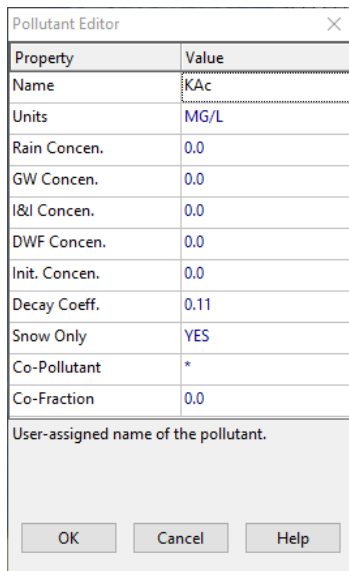 Pollutant Editor
Property Value
Name KAc
Units MG/L
Rain Concen. 0.0
GW Concen. 0.0
I&I Concen. 0.0
DWF Concen. 0.0
Init. Concen. 0.0
Decay Coeff. 0.11
Snow Only YES
Co-Pollutant *
Co-Fraction 0.0
User-assigned name of the pollutant.
OK Cancel Help